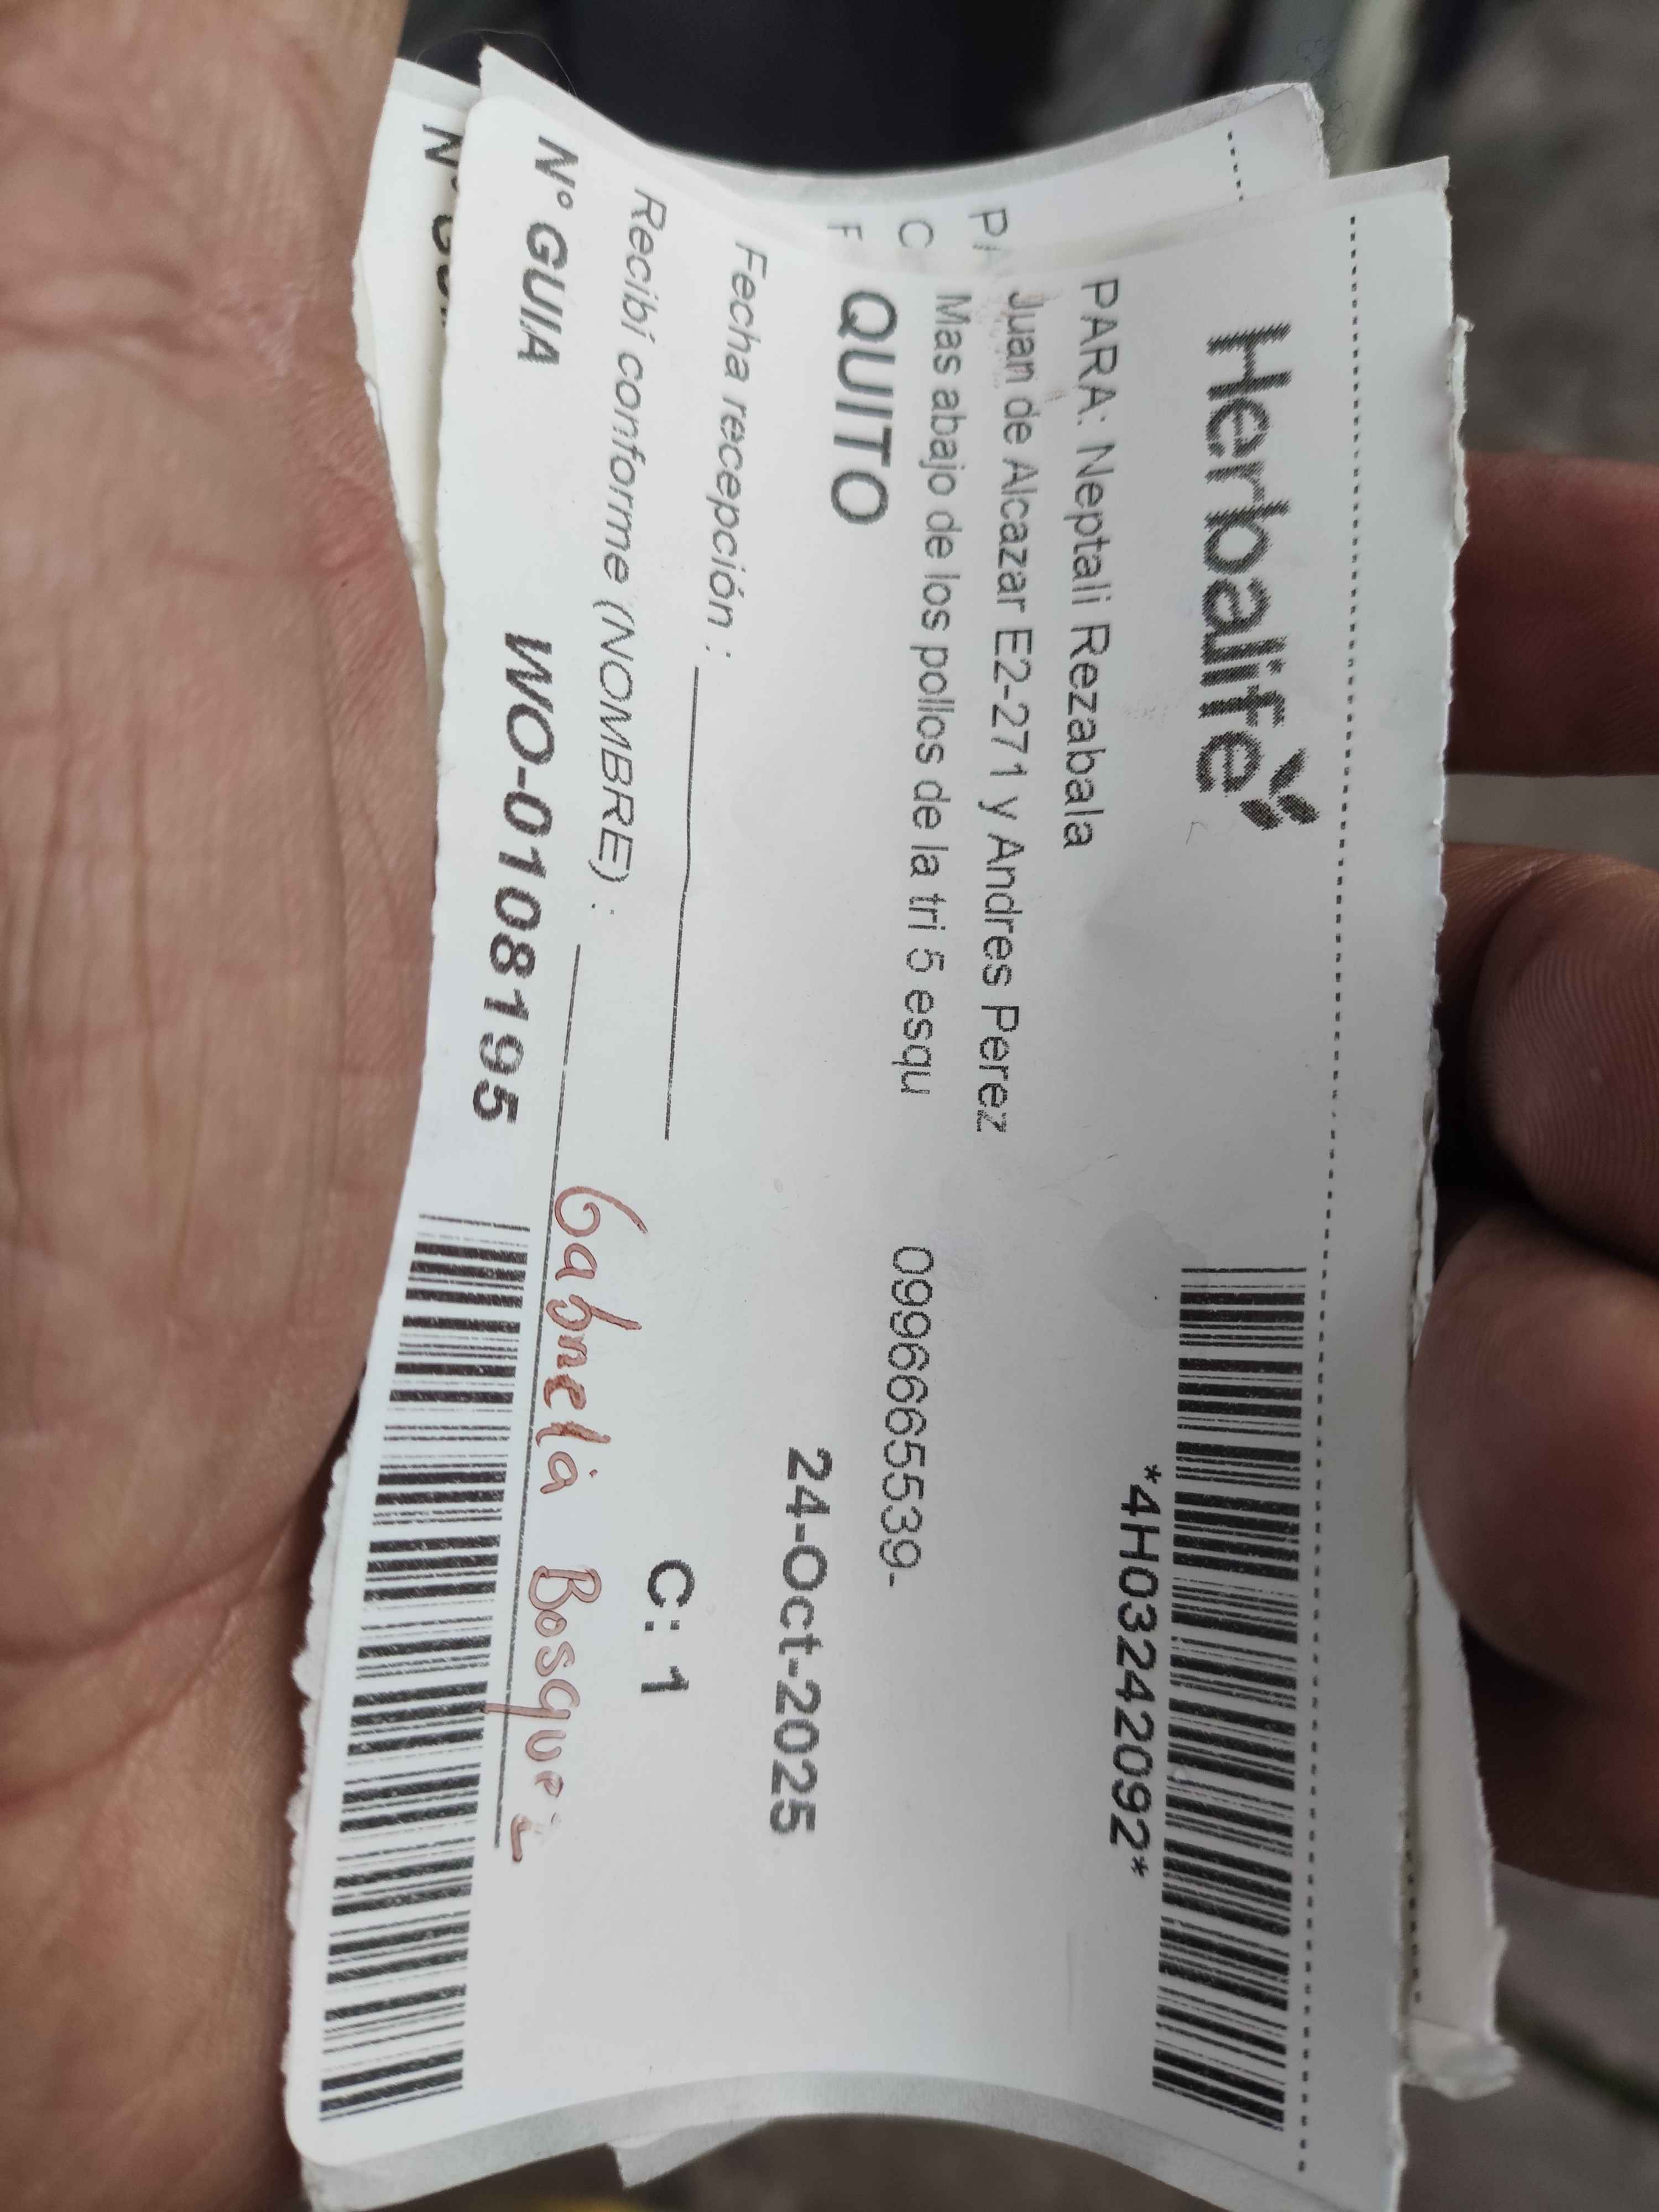 Herbalife
*4H03242092*
PARA: Neptali Rezabala
Juan de Alcazar E2-271 y Andres Perez
Mas abajo de los pollos de la tri 5 esqu 0996665539-
QUITO
24-Oct-2025
Fecha recepción :
C: 1
Recibí conforme (NOMBRE) : Gabriela Bosquez
N° GUIA WO-0108195
PA
C
F